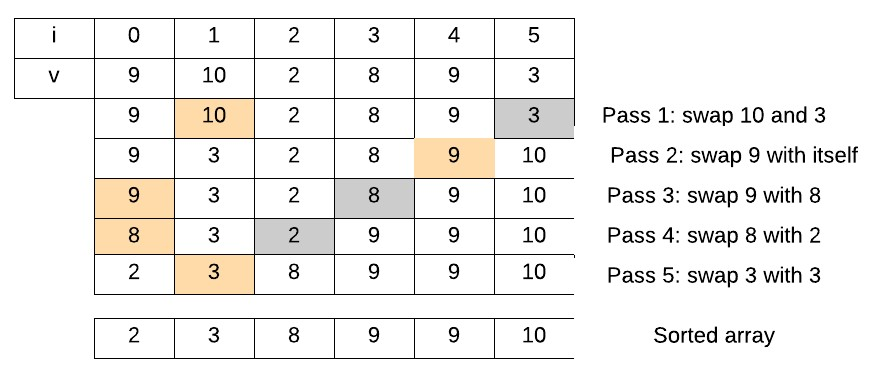 i 0 1 2 3 4 5
v 9 10 2 8 9 3
9 10 2 8 9 3 Pass 1: swap 10 and 3
9 3 2 8 9 10 Pass 2: swap 9 with itself
9 3 2 8 9 10 Pass 3: swap 9 with 8
8 3 2 9 9 10 Pass 4: swap 8 with 2
2 3 8 9 9 10 Pass 5: swap 3 with 3
2 3 8 9 9 10 Sorted array